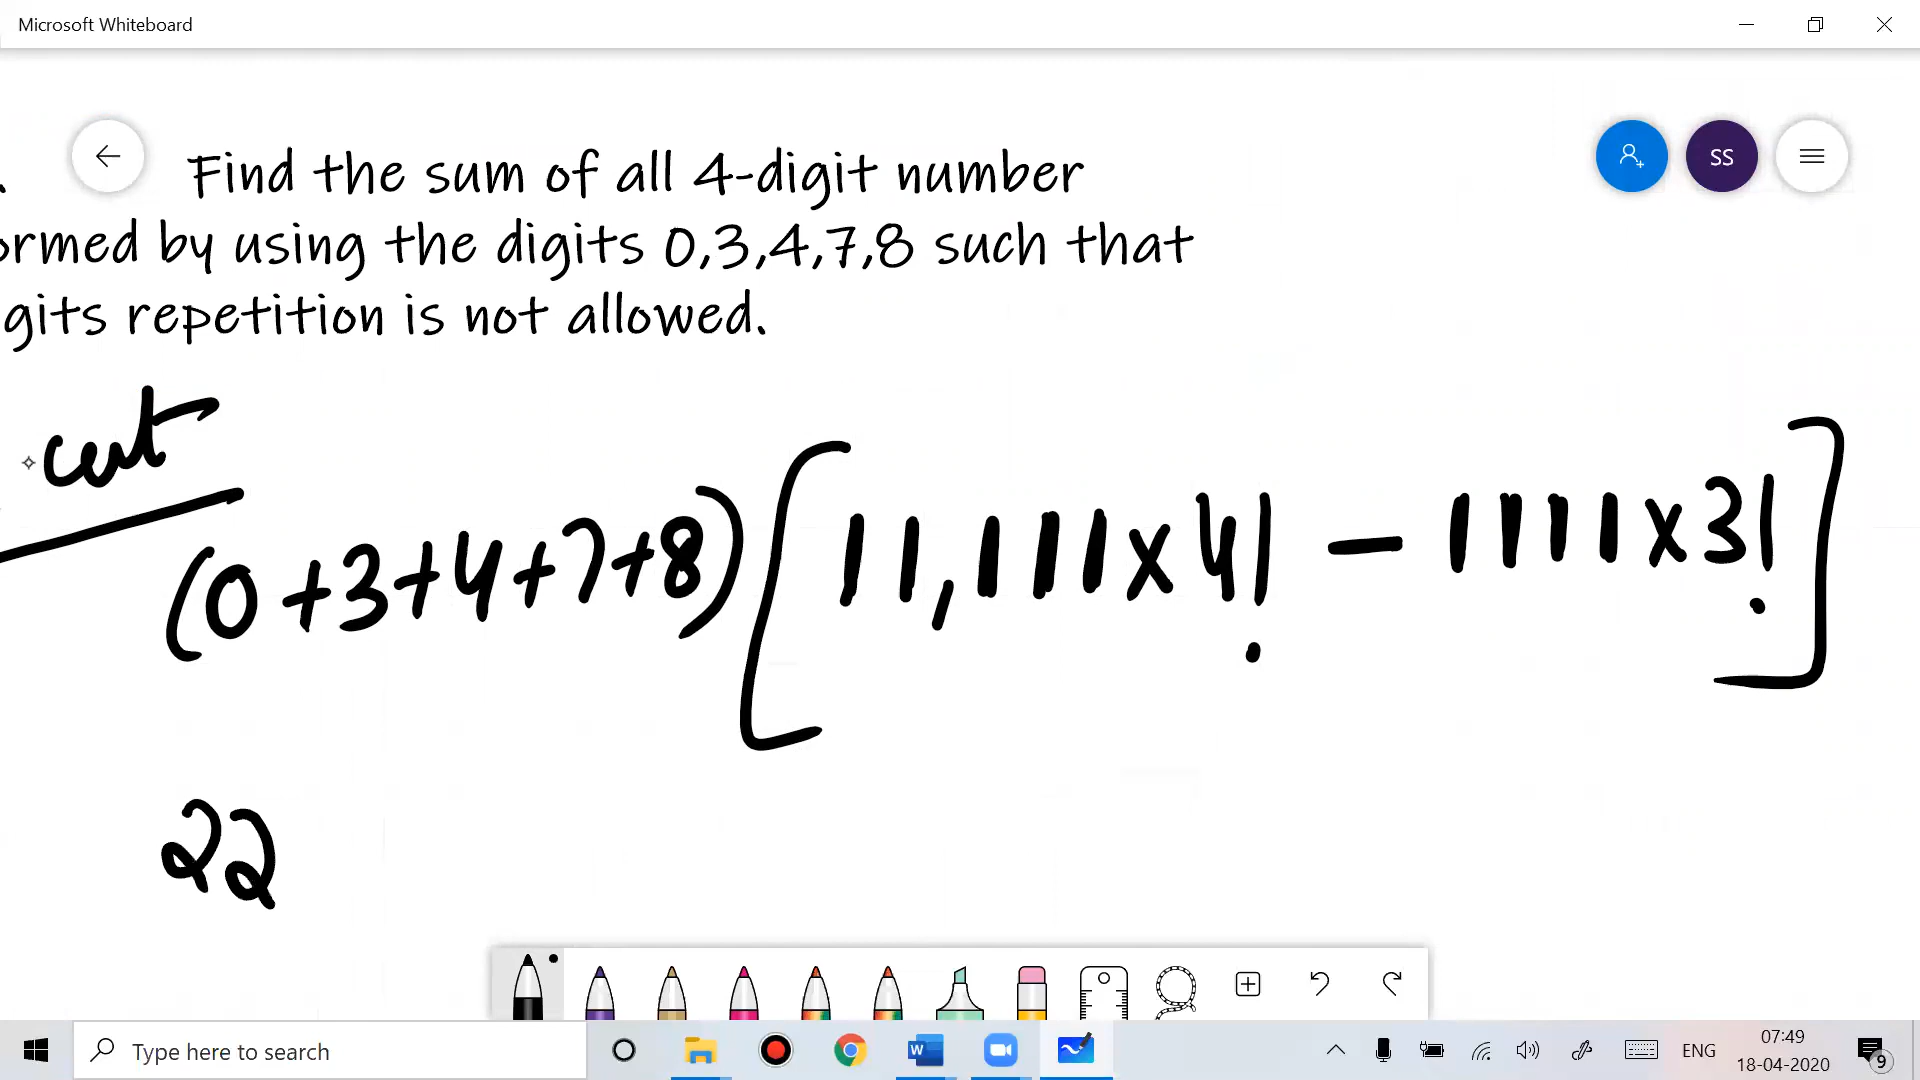 Microsoft Whiteboard
. Find the sum of all 4-digit number
SS
ormed by using the digits 0,3,4,7,8 such that
gits repetition is not allowed.
cut
(0+3+4+7+8) [11,111x4! - 1111x3!]
22
Type here to search
W
ENG
07:49
18-04-2020
9